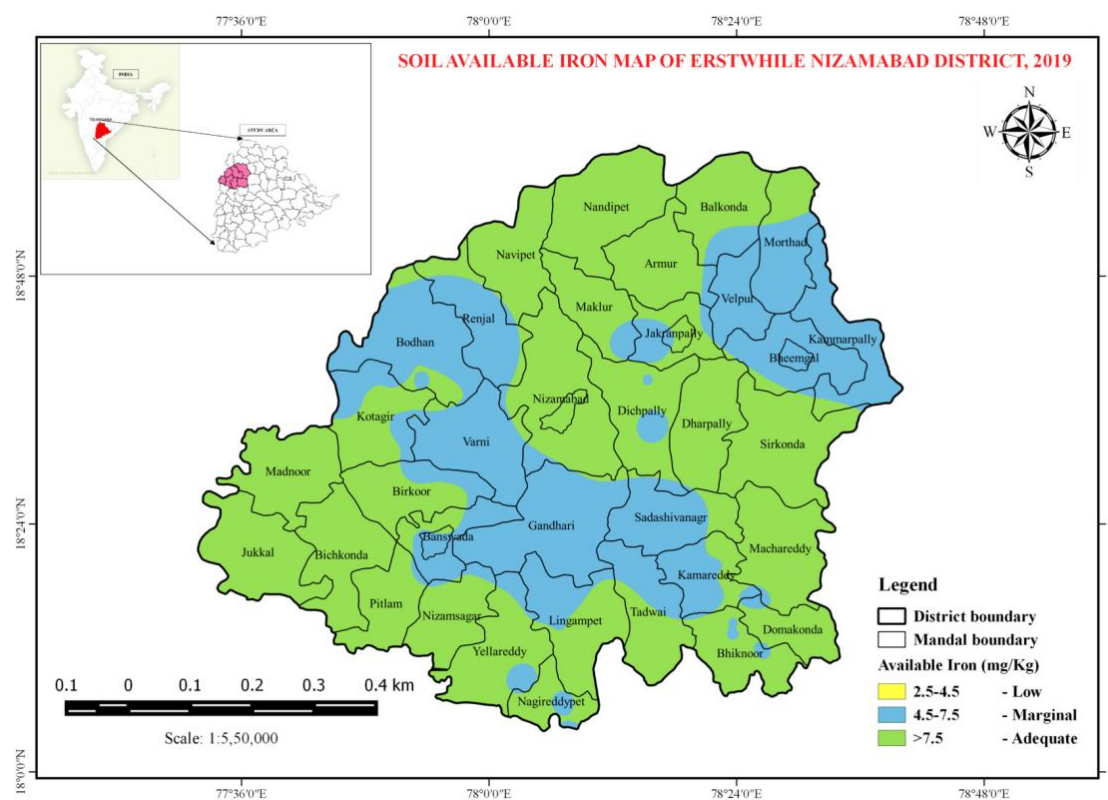 77°36'0"E 78°0'0"E 78°24'0"E 78°48'0"E
SOIL AVAILABLE IRON MAP OF ERSTWHILE NIZAMABAD DISTRICT, 2019
INDIA
TELANGANA
STUDY AREA
N
W E
S
Nandipet
Balkonda
Morthad
Navipet
Armur
18°48'0"N
Velpur
Maklur
Renjal
Jakranpally
Kammarpally
Bodhan
Bheemgal
Nizamabad
Kotagir
Dichpally
Dharpally
Varni
Sirkonda
Madnoor
Birkoor
Sadashivanagr
18°24'0"N
Gandhari
Banswada
Machareddy
Jukkal
Bichkonda
Kamareddy
Pitlam
Nizamsagar
Tadwai
Lingampet
Domakonda
Yellareddy
Bhiknoor
Nagireddypet
Legend
District boundary
Mandal boundary
Available Iron (mg/Kg)
2.5-4.5 - Low
4.5-7.5 - Marginal
>7.5 - Adequate
0.1 0 0.1 0.2 0.3 0.4 km
Scale: 1:5,50,000
18°0'0"N
77°36'0"E 78°0'0"E 78°24'0"E 78°48'0"E